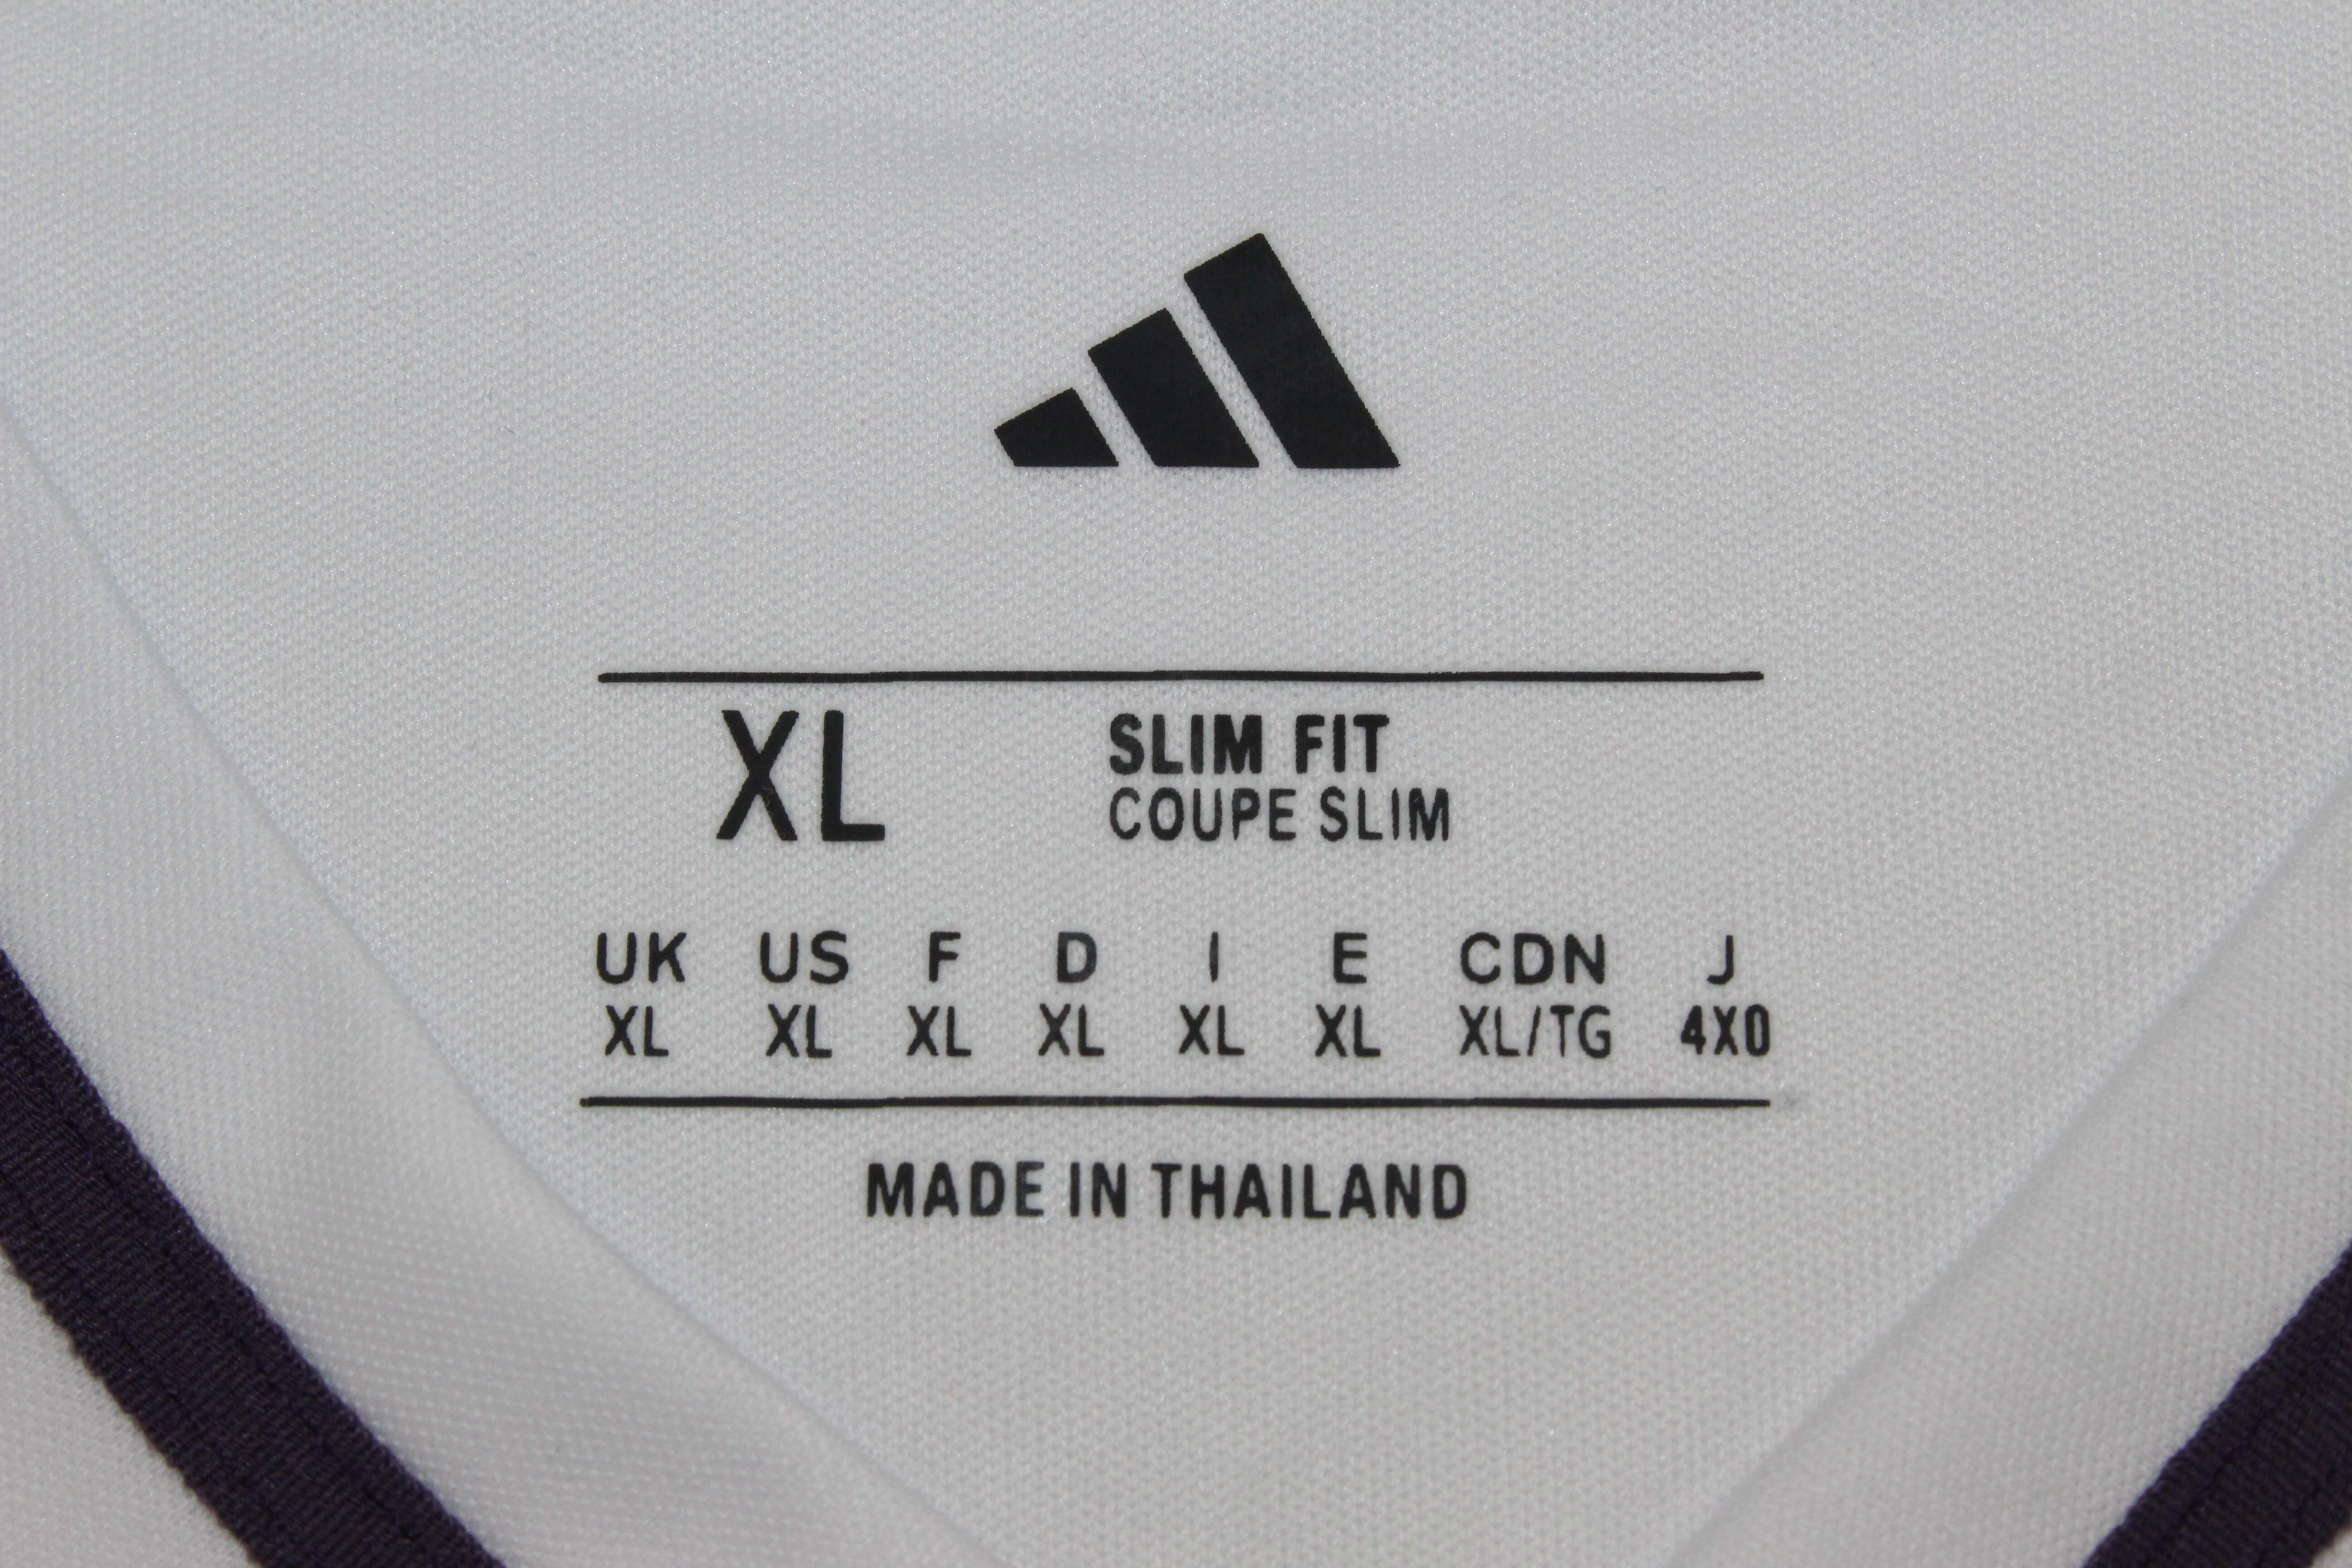 XL SLIM FIT
COUPE SLIM
UK US F D I E CDN J
XL XL XL XL XL XL XL/TG 4XO
MADE IN THAILAND